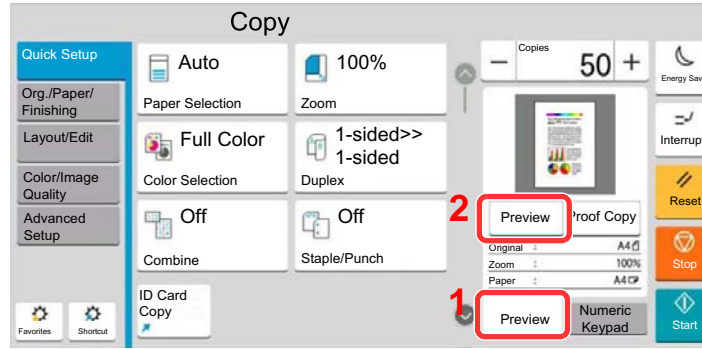 Copy
Quick Setup
Org./Paper/
Finishing
Layout/Edit
Color/Image
Quality
Advanced
Setup
Favorites
Shortcut
Auto
Paper Selection
100%
Zoom
Full Color
Color Selection
1-sided>>
1-sided
Duplex
Off
Combine
Off
Staple/Punch
ID Card
Copy
Copies
50
2
Preview
Proof Copy
Original : A4
Zoom : 100%
Paper : A4
1
Preview
Numeric
Keypad
Energy Sav
Interrupt
Reset
Stop
Start